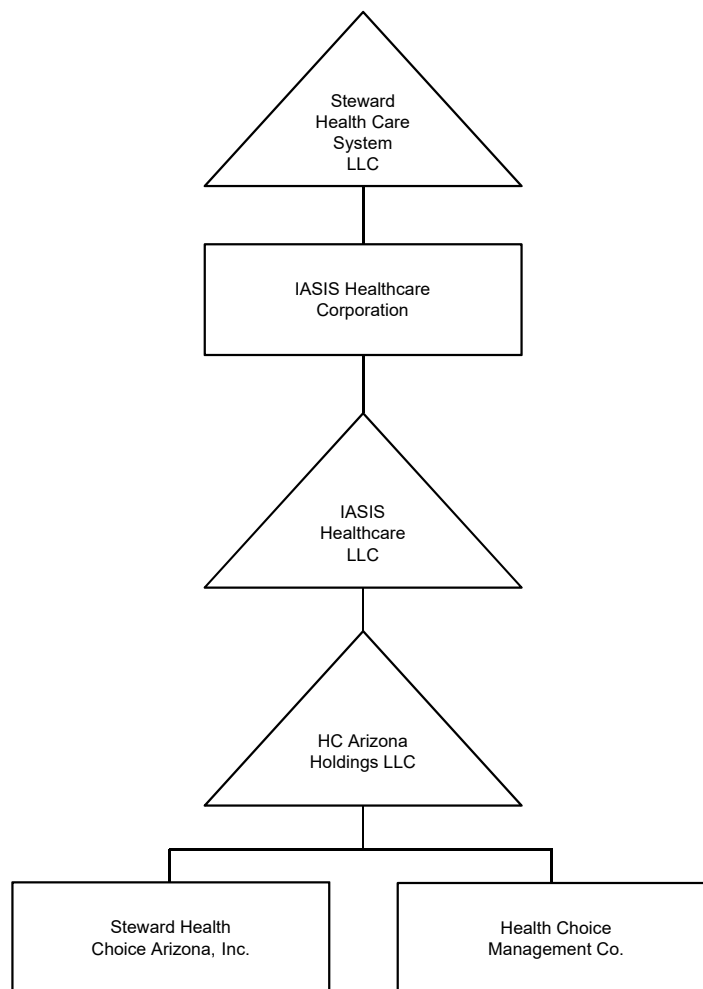 Steward
Health Care
System
LLC
IASIS Healthcare
Corporation
IASIS
Healthcare
LLC
HC Arizona
Holdings LLC
Steward Health
Choice Arizona, Inc.
Health Choice
Management Co.